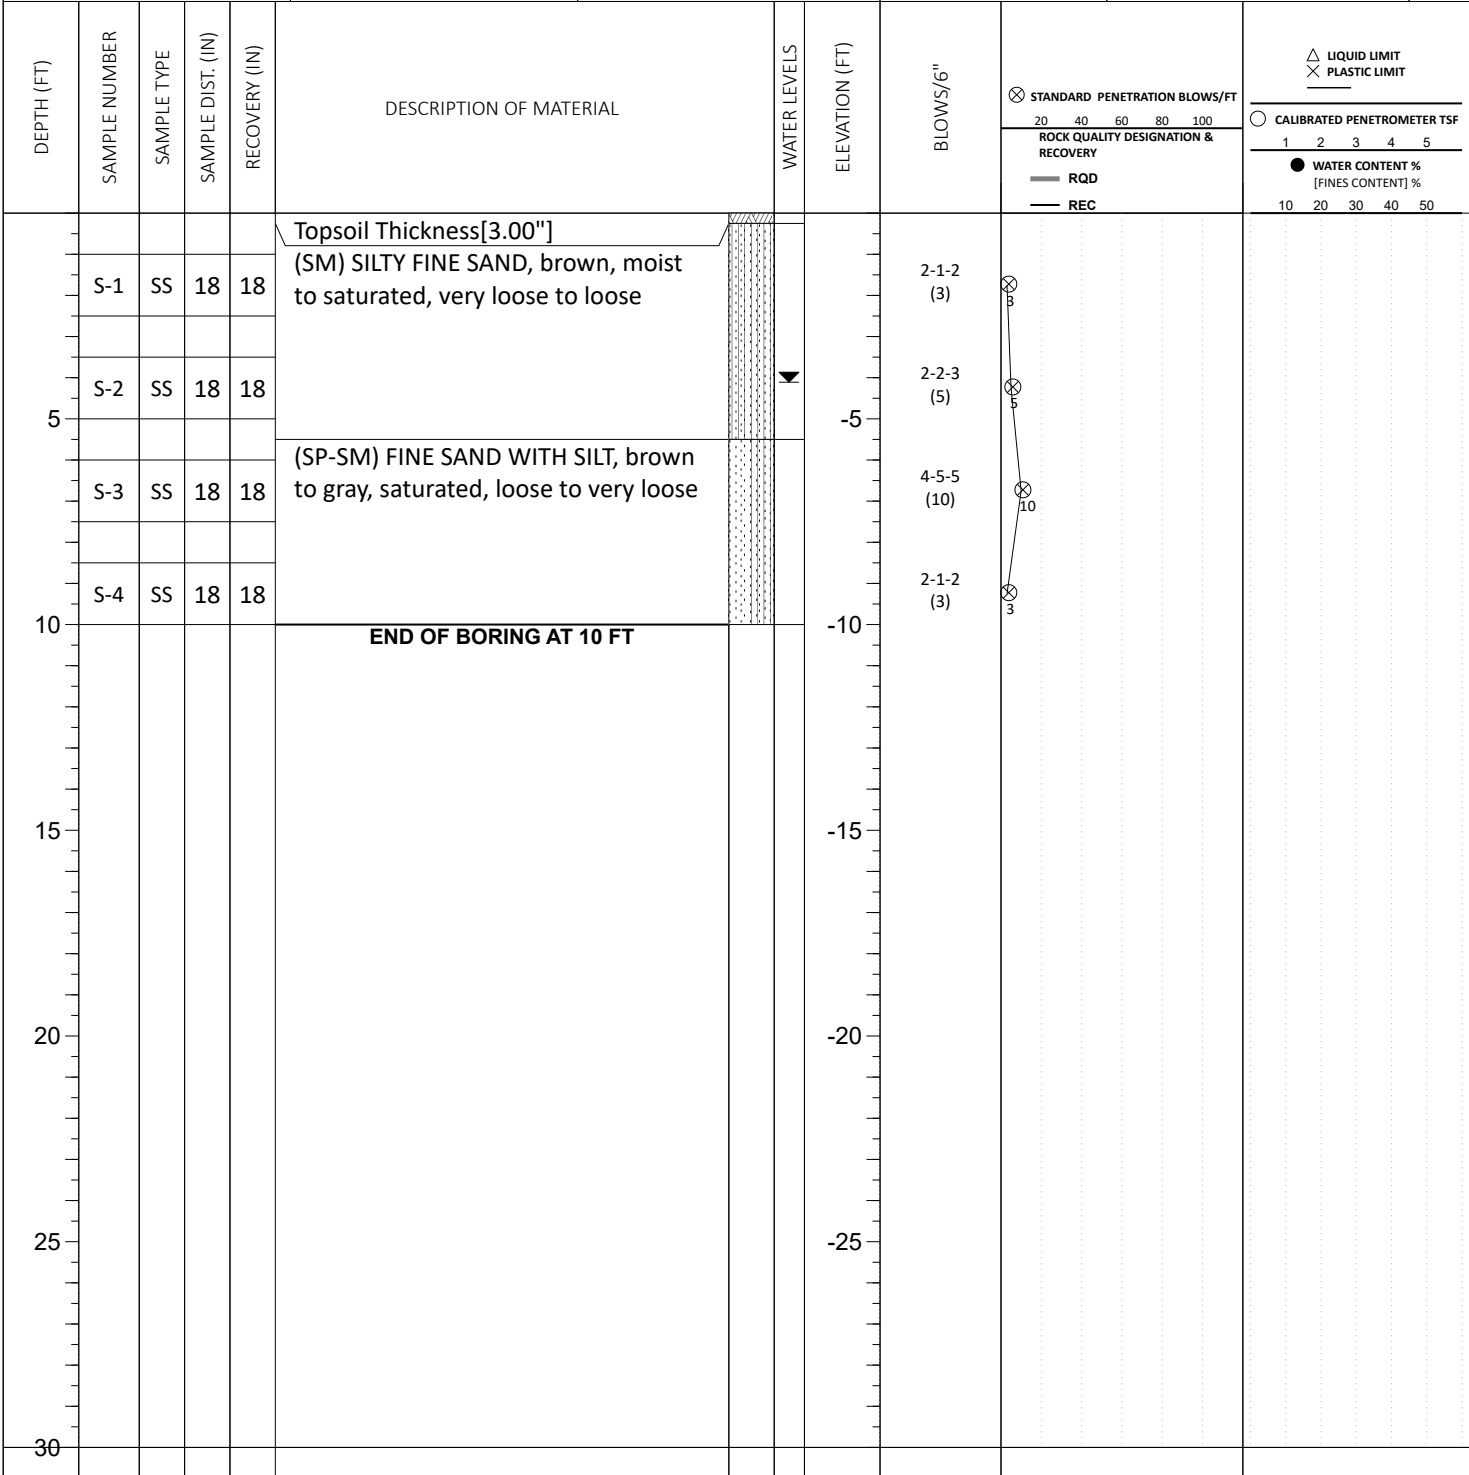 DEPTH (FT)
SAMPLE NUMBER
SAMPLE TYPE
SAMPLE DIST. (IN)
RECOVERY (IN)
DESCRIPTION OF MATERIAL
WATER LEVELS
ELEVATION (FT)
BLOWS/6"
STANDARD PENETRATION BLOWS/FT
20 40 60 80 100
ROCK QUALITY DESIGNATION &
RECOVERY
RQD
REC
LIQUID LIMIT
PLASTIC LIMIT
CALIBRATED PENETROMETER TSF
1 2 3 4 5
WATER CONTENT %
[FINES CONTENT] %
10 20 30 40 50
Topsoil Thickness[3.00"]
(SM) SILTY FINE SAND, brown, moist
to saturated, very loose to loose
S-1 SS 18 18
2-1-2
(3)
3
S-2 SS 18 18
2-2-3
(5)
5
5
-5
(SP-SM) FINE SAND WITH SILT, brown
to gray, saturated, loose to very loose
S-3 SS 18 18
4-5-5
(10)
10
S-4 SS 18 18
2-1-2
(3)
3
10
-10
END OF BORING AT 10 FT
15
-15
20
-20
25
-25
30